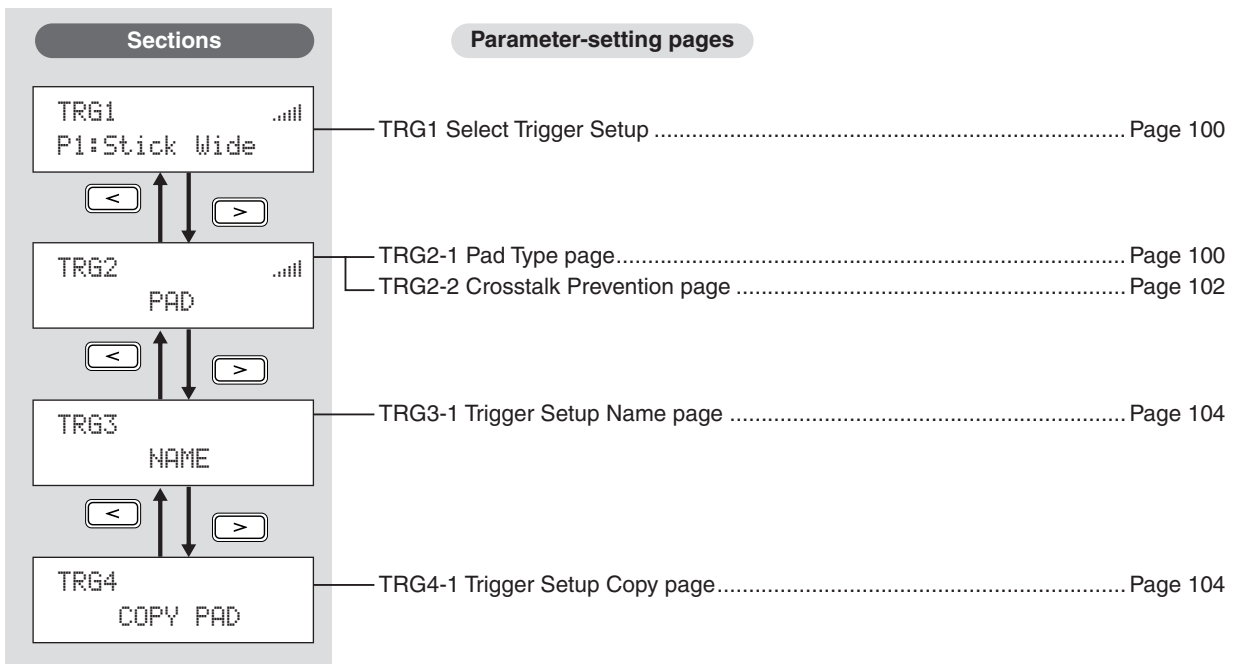 Sections
Parameter-setting pages
TRG1
P1:Stick Wide
TRG1 Select Trigger Setup ................................................................................ Page 100
<
>
TRG2
PAD
TRG2-1 Pad Type page....................................................................................... Page 100
TRG2-2 Crosstalk Prevention page .................................................................. Page 102
<
>
TRG3
NAME
TRG3-1 Trigger Setup Name page .................................................................... Page 104
<
>
TRG4
COPY PAD
TRG4-1 Trigger Setup Copy page...................................................................... Page 104